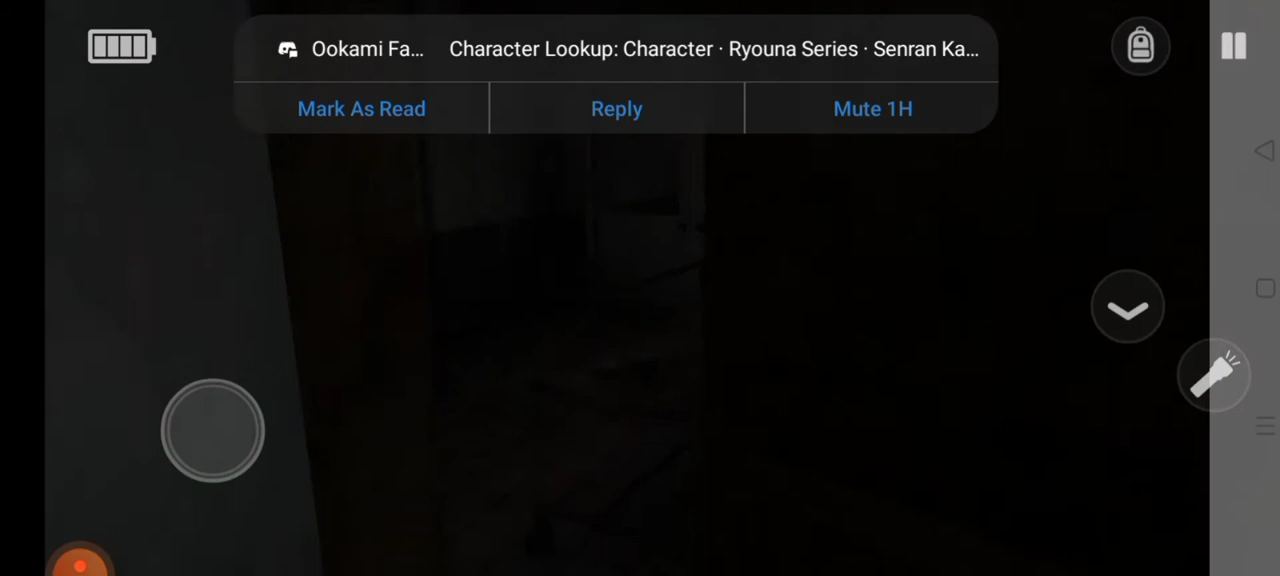 Ookami Fa... Character Lookup: Character · Ryouna Series · Senran Ka...
Mark As Read Reply Mute 1H